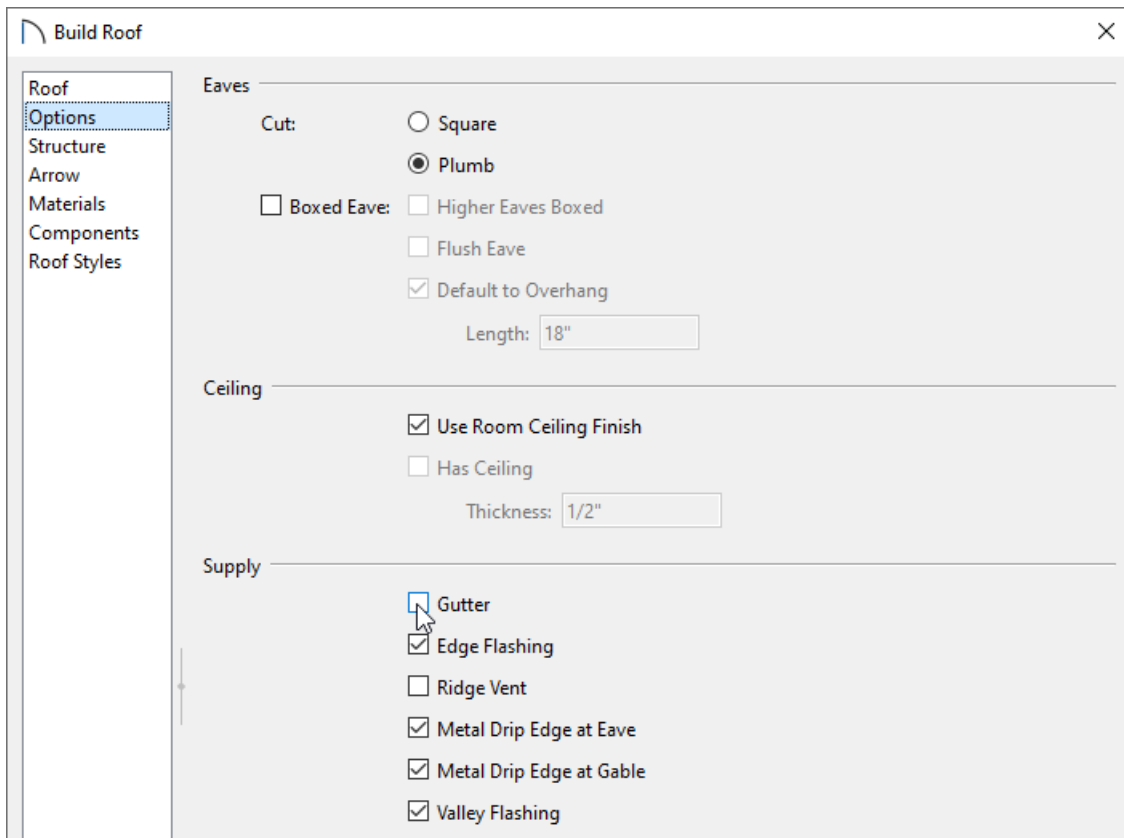 Build Roof
Roof
Options
Structure
Arrow
Materials
Components
Roof Styles
Eaves
Cut:
Square
Plumb
Boxed Eave:
Higher Eaves Boxed
Flush Eave
Default to Overhang
Length: 18"
Ceiling
Use Room Ceiling Finish
Has Ceiling
Thickness: 1/2"
Supply
Gutter
Edge Flashing
Ridge Vent
Metal Drip Edge at Eave
Metal Drip Edge at Gable
Valley Flashing